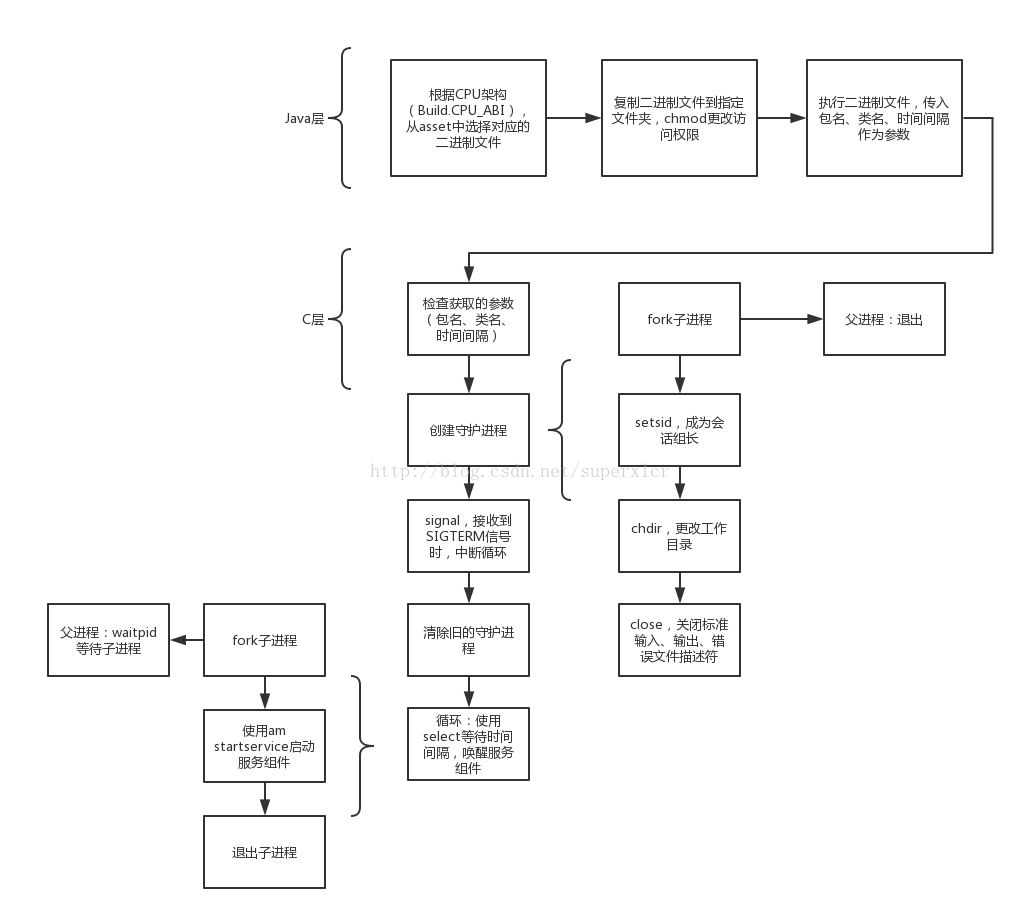 Java层
根据CPU架构
（Build.CPU_ABI），
从asset中选择对应的
二进制文件
复制二进制文件到指定
文件夹，chmod更改访
问权限
执行二进制文件，传入
包名、类名、时间间隔
作为参数
C层
检查获取的参数
（包名、类名、
时间间隔）
fork子进程
父进程：退出
创建守护进程
setsid，成为会
话组长
http://blog.csdn.net/superxlcr
signal，接收到
SIGTERM信号
时，中断循环
chdir，更改工作
目录
父进程：waitpid
等待子进程
fork子进程
清除旧的守护进
程
close，关闭标准
输入、输出、错
误文件描述符
使用am
startservice启动
服务组件
循环：使用
select等待时间
间隔，唤醒服务
组件
退出子进程